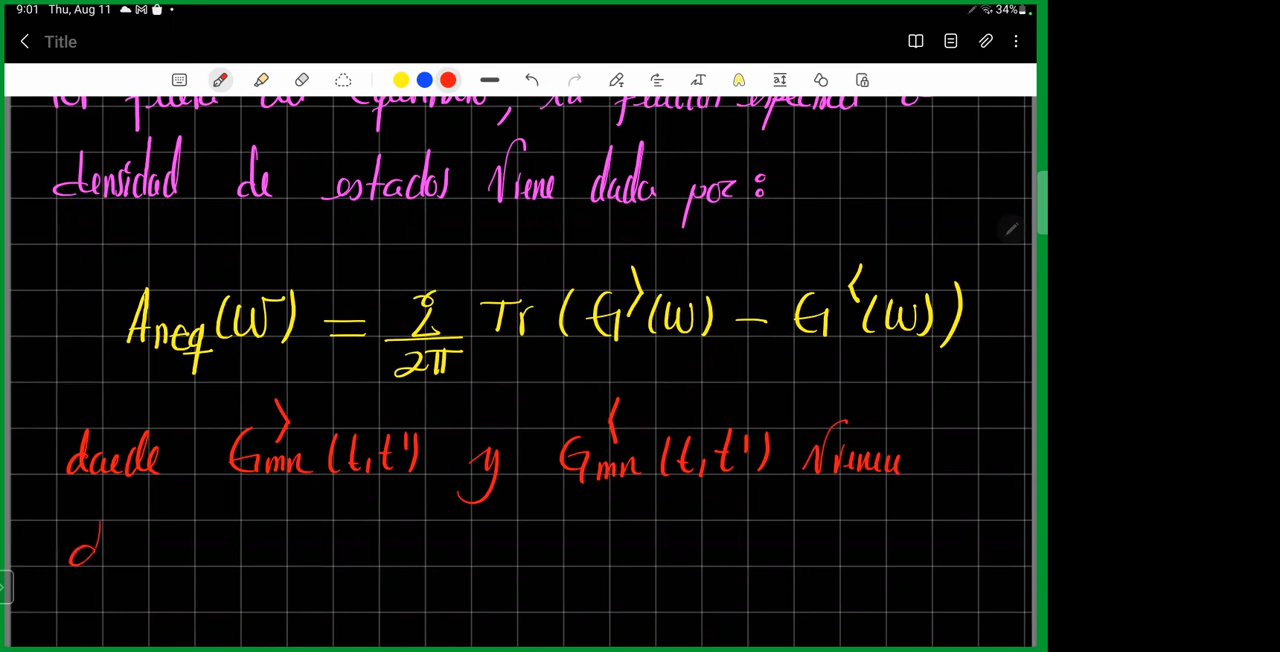 9:01 Thu, Aug 11
34%
Title
densidad de estados viene dada por:
Aneq(ω) = i/2π Tr (G^>(ω) − G^<(ω))
donde G^>mn (t,t') y G^<mn (t,t') vienen
d